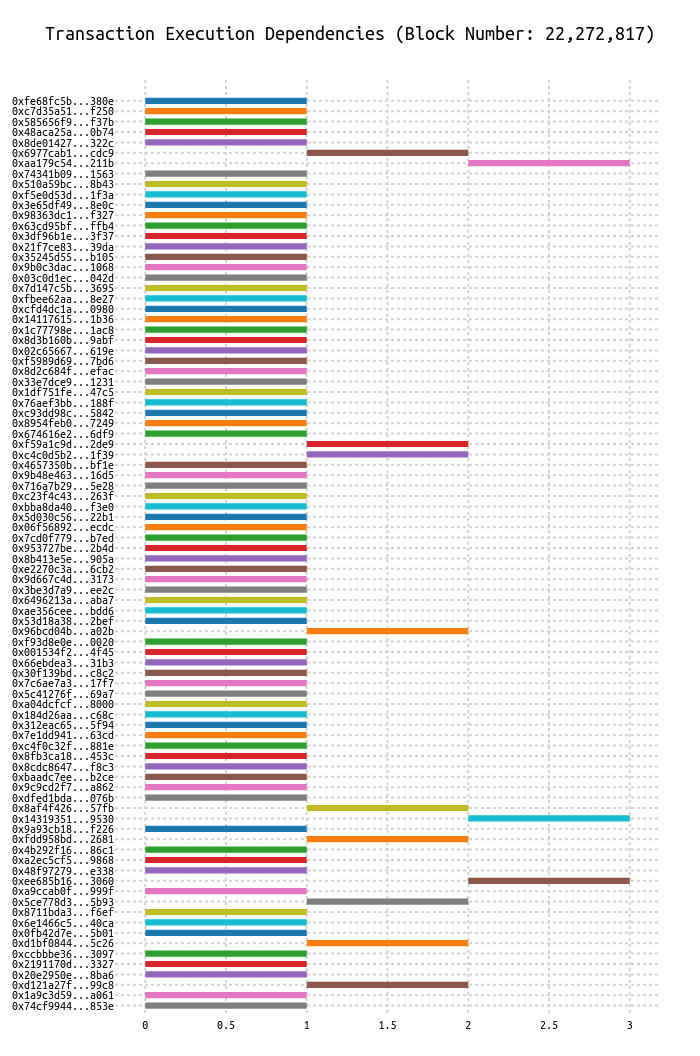 Transaction Execution Dependencies (Block Number: 22,272,817)
0xfe68fc5b...380e
0xc7d35a51...f250
0x585656f9...f37b
0x48aca25a...0b74
0x8de01427...322c
0x6977cab1...cdc9
0xaa179c54...211b
0x74341b09...1563
0x510a59bc...8b43
0xf5e0d53d...1f3a
0x3e65df49...8e0c
0x98363dc1...f327
0x63cd95bf...ffb4
0x3df96b1e...3f37
0x21f7ce83...39da
0x35245d55...b105
0x9b0c3dac...1068
0x03c0d1ec...042d
0x7d147c5b...3695
0xfbee62aa...8e27
0xcfd4dc1a...0980
0x14117615...1b36
0x1c77798e...1ac8
0x8d3b160b...9abf
0x02c65667...619e
0xf5989d69...7bd6
0x8d2c684f...efac
0x33e7dce9...1231
0x1df751fe...47c5
0x76aef3bb...188f
0xc93dd98c...5842
0x8954feb0...7249
0x674616e2...6df9
0xf59a1c9d...2de9
0xc4c0d5b2...1f39
0x4657350b...bf1e
0x9b48e463...16d5
0x716a7b29...5e28
0xc23f4c43...263f
0xbba8da40...f3e0
0x5d030c56...22b1
0x06f56892...ecdc
0x7cd0f779...b7ed
0x953727be...2b4d
0x8b413e5e...905a
0xe2270c3a...6cb2
0x9d667c4d...3173
0x3be3d7a9...ee2c
0x6496213a...aba7
0xae356cee...bdd6
0x53d18a38...2bef
0x96bcd04b...a02b
0xf93d8e0e...0020
0x001534f2...4f45
0x66ebdea3...31b3
0x30f139bd...c8c2
0x7c6ae7a3...17f7
0x5c41276f...69a7
0xa04dcfcf...8000
0x184d26aa...c68c
0x312eac65...5f94
0x7e1dd941...63cd
0xc4f0c32f...881e
0x8fb3ca18...453c
0x8cdc8647...f8c3
0xbaadc7ee...b2ce
0x9c9cd2f7...a862
0xdfed1bda...076b
0x8af4f426...57fb
0x14319351...9530
0x9a93cb18...f226
0xfdd958bd...2681
0x4b292f16...86c1
0xa2ec5cf5...9868
0x48f97279...e338
0xee685b16...3060
0xa9ccab0f...999f
0x5ce778d3...5b93
0x8711bda3...f6ef
0x6e1466c5...40ca
0x0fb42d7e...5b01
0xd1bf0844...5c26
0xccbbbe36...3097
0x2191170d...3327
0x20e2950e...8ba6
0xd121a27f...99c8
0x1a9c3d59...a061
0x74cf9944...853e
0 0.5 1 1.5 2 2.5 3